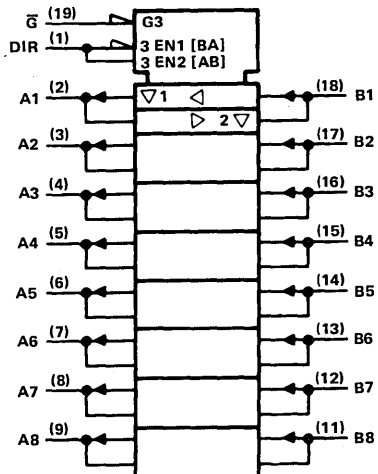 G̅ (19) G3
DIR (1) 3 EN1 [BA]
3 EN2 [AB]
A1 (2) ▽ 1 ◁ (18) B1
▷ 2 ▽
A2 (3) (17) B2
A3 (4) (16) B3
A4 (5) (15) B4
A5 (6) (14) B5
A6 (7) (13) B6
A7 (8) (12) B7
A8 (9) (11) B8